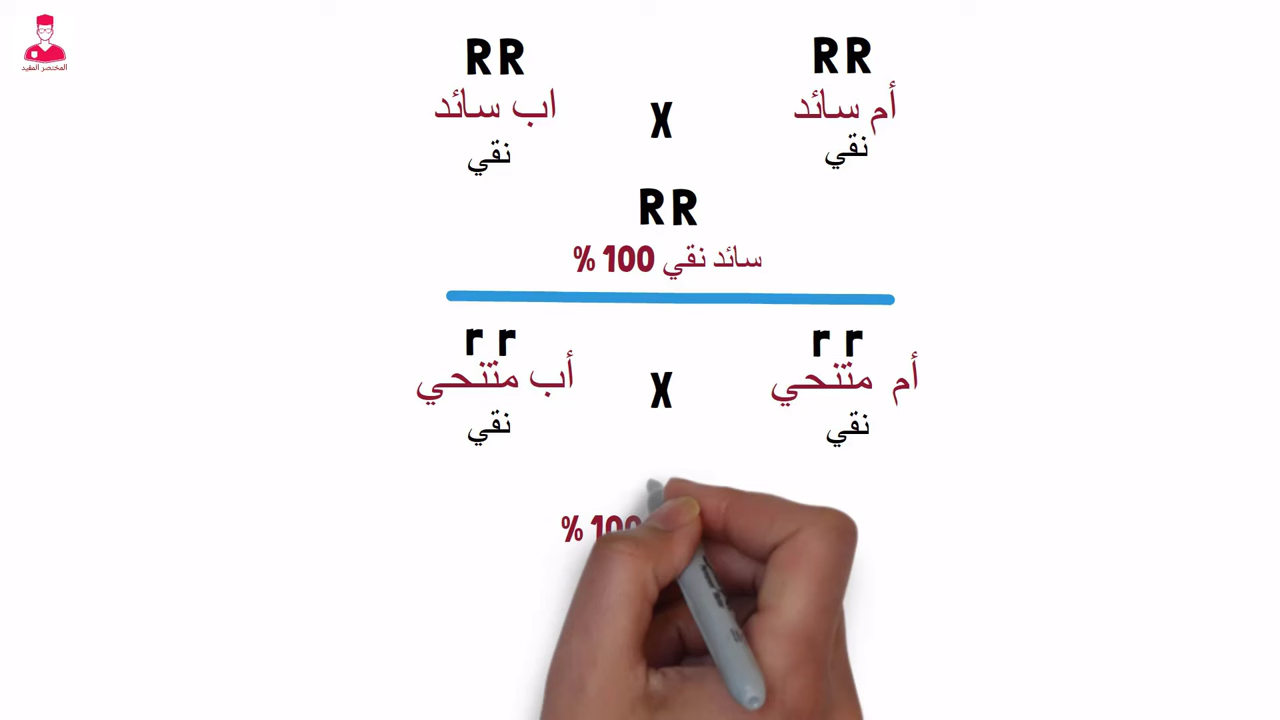 المختصر المفيد
RR RR
أم سائد X اب سائد
نقي نقي
RR
سائد نقي 100 %
r r r r
أم متنحي X أب متنحي
نقي نقي
100 %